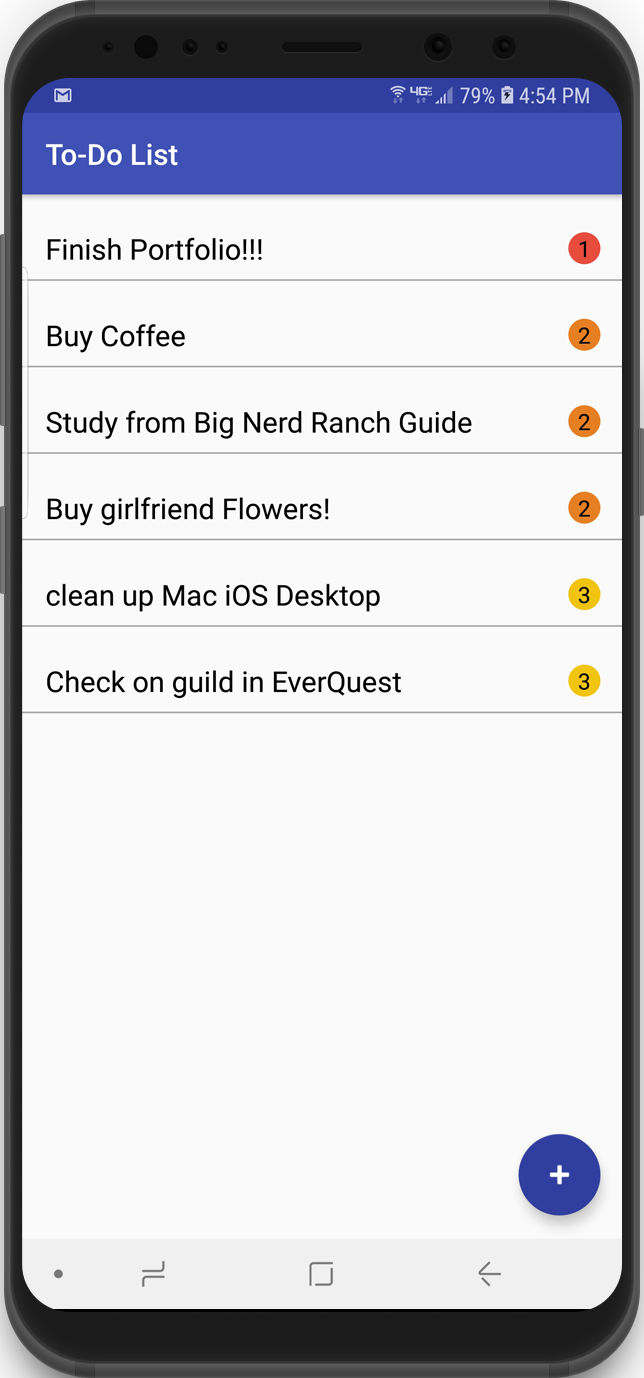 4G 79% 4:54 PM
To-Do List
Finish Portfolio!!! 1
Buy Coffee 2
Study from Big Nerd Ranch Guide 2
Buy girlfriend Flowers! 2
clean up Mac iOS Desktop 3
Check on guild in EverQuest 3
+